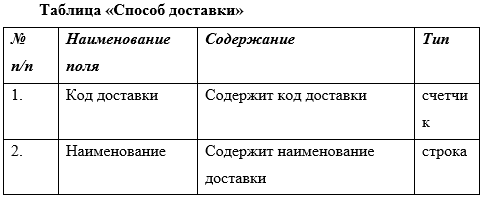 Таблица «Способ доставки»
№ п/п Наименование поля Содержание Тип
1. Код доставки Содержит код доставки счетчик
2. Наименование Содержит наименование доставки строка